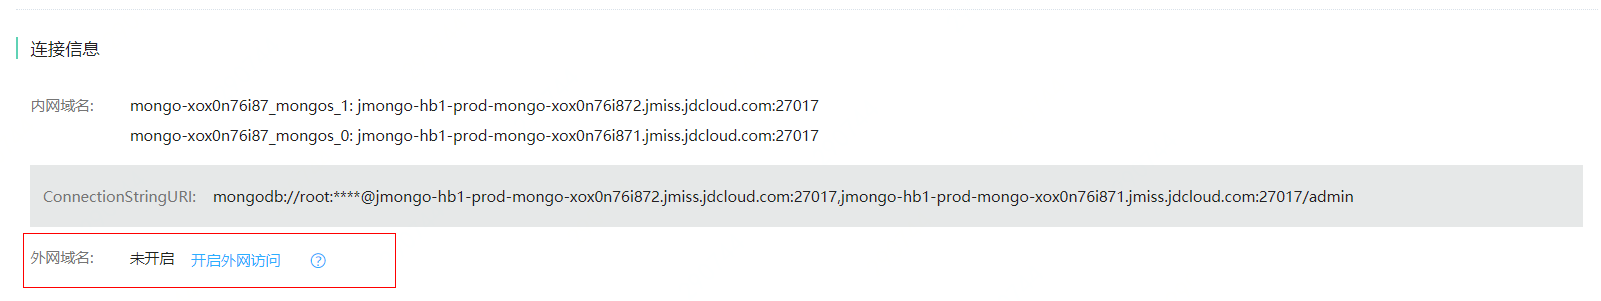 连接信息
内网域名: mongo-xox0n76i87_mongos_1: jmongo-hb1-prod-mongo-xox0n76i872.jmiss.jdcloud.com:27017
mongo-xox0n76i87_mongos_0: jmongo-hb1-prod-mongo-xox0n76i871.jmiss.jdcloud.com:27017
ConnectionStringURI: mongodb://root:****@jmongo-hb1-prod-mongo-xox0n76i872.jmiss.jdcloud.com:27017,jmongo-hb1-prod-mongo-xox0n76i871.jmiss.jdcloud.com:27017/admin
外网域名: 未开启 开启外网访问 ?